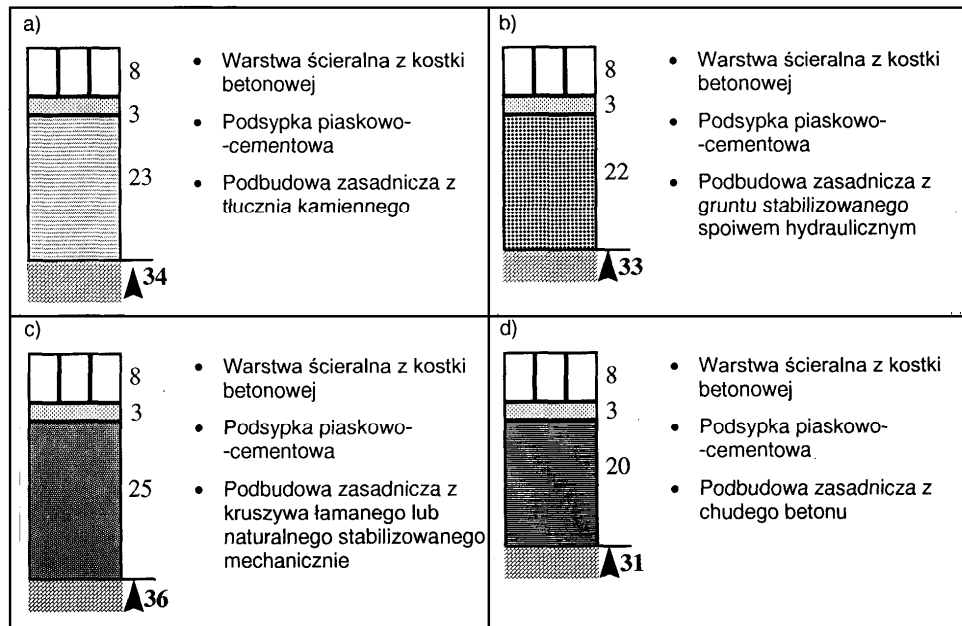 a)
8
3
23
34
• Warstwa ścieralna z kostki
betonowej
• Podsypka piaskowo-
-cementowa
• Podbudowa zasadnicza z
tłucznia kamiennego
b)
8
3
22
33
• Warstwa ścieralna z kostki
betonowej
• Podsypka piaskowo-
-cementowa
• Podbudowa zasadnicza z
gruntu stabilizowanego
spoiwem hydraulicznym
c)
8
3
25
36
• Warstwa ścieralna z kostki
betonowej
• Podsypka piaskowo-
-cementowa
• Podbudowa zasadnicza z
kruszywa łamanego lub
naturalnego stabilizowanego
mechanicznie
d)
8
3
20
31
• Warstwa ścieralna z kostki
betonowej
• Podsypka piaskowo-
-cementowa
• Podbudowa zasadnicza z
chudego betonu